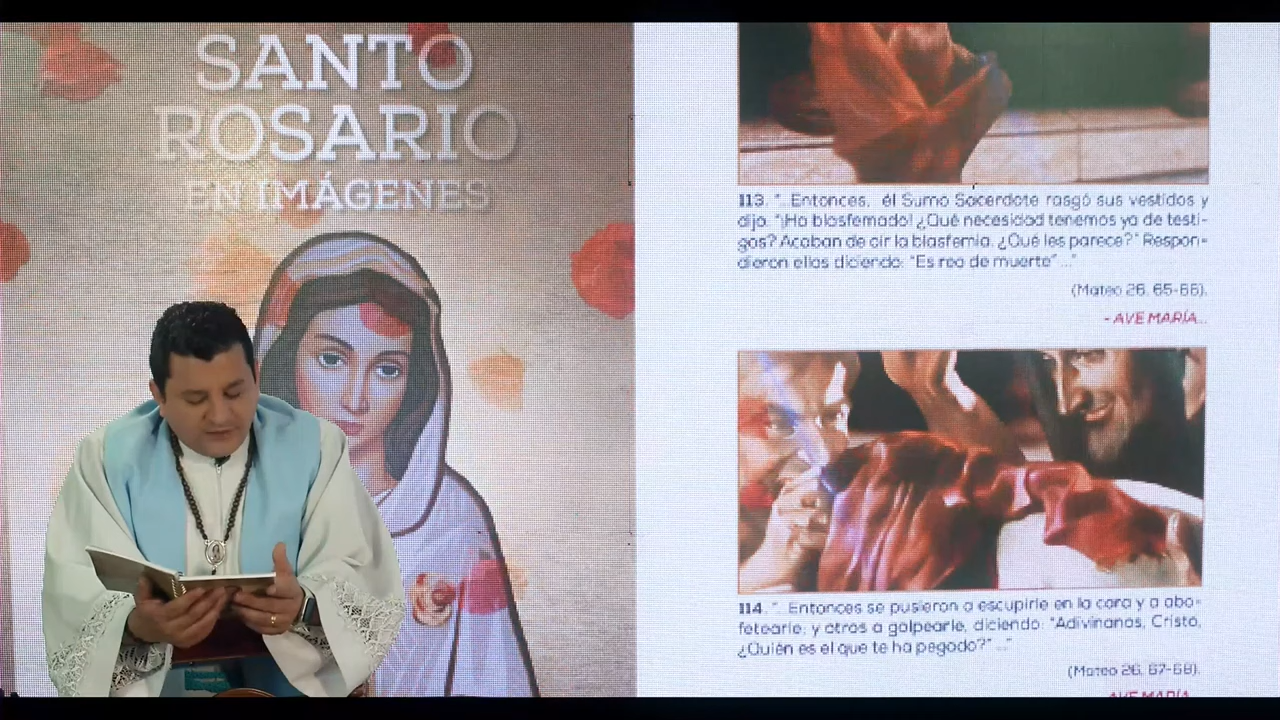 SANTO
ROSARIO
EN IMÁGENES
113. "...Entonces, él Sumo Sacerdote rasgó sus vestidos y
dijo: "¡Ha blasfemado! ¿Qué necesidad tenemos ya de testi-
gos? Acaban de oír la blasfemia. ¿Qué les parece?" Respon-
dieron ellos diciendo: "Es reo de muerte" ..."
(Mateo 26, 65-66).
- AVE MARÍA...
114. "... Entonces se pusieron a escupirle en la cara y a abo-
fetearle; y otros a golpearle, diciendo: "Adivínanos, Cristo,
¿Quién es el que te ha pegado?" ..."
(Mateo 26, 67-68).
- AVE MARÍA...